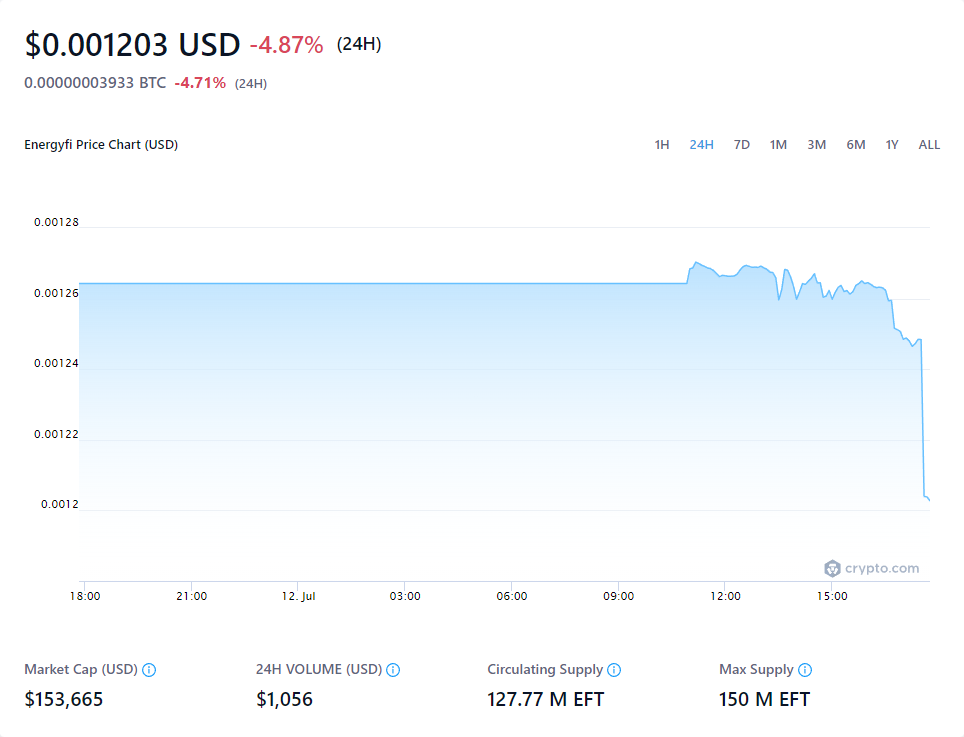 $0.001203 USD -4.87% (24H)
0.00000003933 BTC -4.71% (24H)
Energyfi Price Chart (USD) 1H 24H 7D 1M 3M 6M 1Y ALL
0.00128
0.00126
0.00124
0.00122
0.0012
crypto.com
18:00 21:00 12. Jul 03:00 06:00 09:00 12:00 15:00
Market Cap (USD) 24H VOLUME (USD) Circulating Supply Max Supply
$153,665 $1,056 127.77 M EFT 150 M EFT